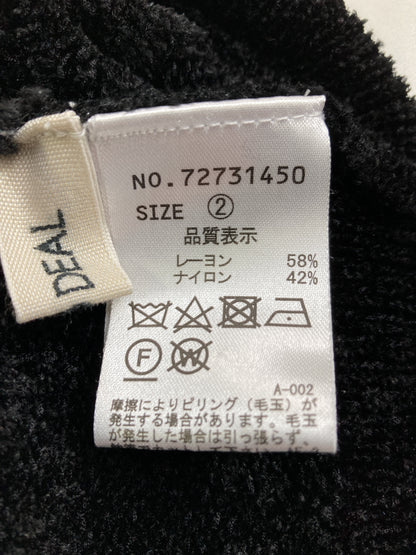 DEAL
NO.72731450
SIZE ②
品質表示
レーヨン 58%
ナイロン 42%
F W
A-002
摩擦によりピリング(毛玉)が
発生する場合があります。毛玉
が発生した場合は引っ張らず、